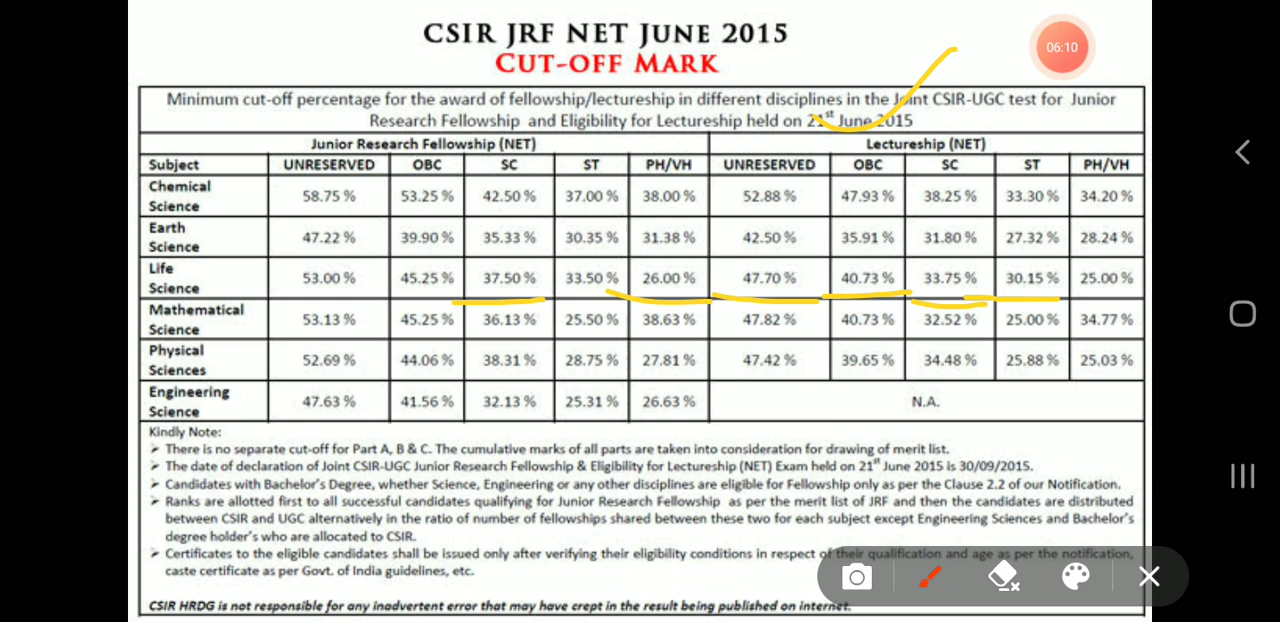 CSIR JRF NET JUNE 2015
CUT-OFF MARK
06:10
Minimum cut-off percentage for the award of fellowship/lectureship in different disciplines in the Joint CSIR-UGC test for Junior
Research Fellowship and Eligibility for Lectureship held on 21st June 2015
Junior Research Fellowship (NET) Lectureship (NET)
Subject UNRESERVED OBC SC ST PH/VH UNRESERVED OBC SC ST PH/VH
Chemical
Science 58.75 % 53.25 % 42.50 % 37.00 % 38.00 % 52.88 % 47.93 % 38.25 % 33.30 % 34.20 %
Earth
Science 47.22 % 39.90 % 35.33 % 30.35 % 31.38 % 42.50 % 35.91 % 31.80 % 27.32 % 28.24 %
Life
Science 53.00 % 45.25 % 37.50 % 33.50 % 26.00 % 47.70 % 40.73 % 33.75 % 30.15 % 25.00 %
Mathematical
Science 53.13 % 45.25 % 36.13 % 25.50 % 38.63 % 47.82 % 40.73 % 32.52 % 25.00 % 34.77 %
Physical
Sciences 52.69 % 44.06 % 38.31 % 28.75 % 27.81 % 47.42 % 39.65 % 34.48 % 25.88 % 25.03 %
Engineering
Science 47.63 % 41.56 % 32.13 % 25.31 % 26.63 % N.A.
Kindly Note:
➢ There is no separate cut-off for Part A, B & C. The cumulative marks of all parts are taken into consideration for drawing of merit list.
➢ The date of declaration of Joint CSIR-UGC Junior Research Fellowship & Eligibility for Lectureship (NET) Exam held on 21st June 2015 is 30/09/2015.
➢ Candidates with Bachelor's Degree, whether Science, Engineering or any other disciplines are eligible for Fellowship only as per the Clause 2.2 of our Notification.
➢ Ranks are allotted first to all successful candidates qualifying for Junior Research Fellowship as per the merit list of JRF and then the candidates are distributed
between CSIR and UGC alternatively in the ratio of number of fellowships shared between these two for each subject except Engineering Sciences and Bachelor's
degree holder's who are allocated to CSIR.
➢ Certificates to the eligible candidates shall be issued only after verifying their eligibility conditions in respect of their qualification and age as per the notification,
caste certificate as per Govt. of India guidelines, etc.
CSIR HRDG is not responsible for any inadvertent error that may have crept in the result being published on internet.